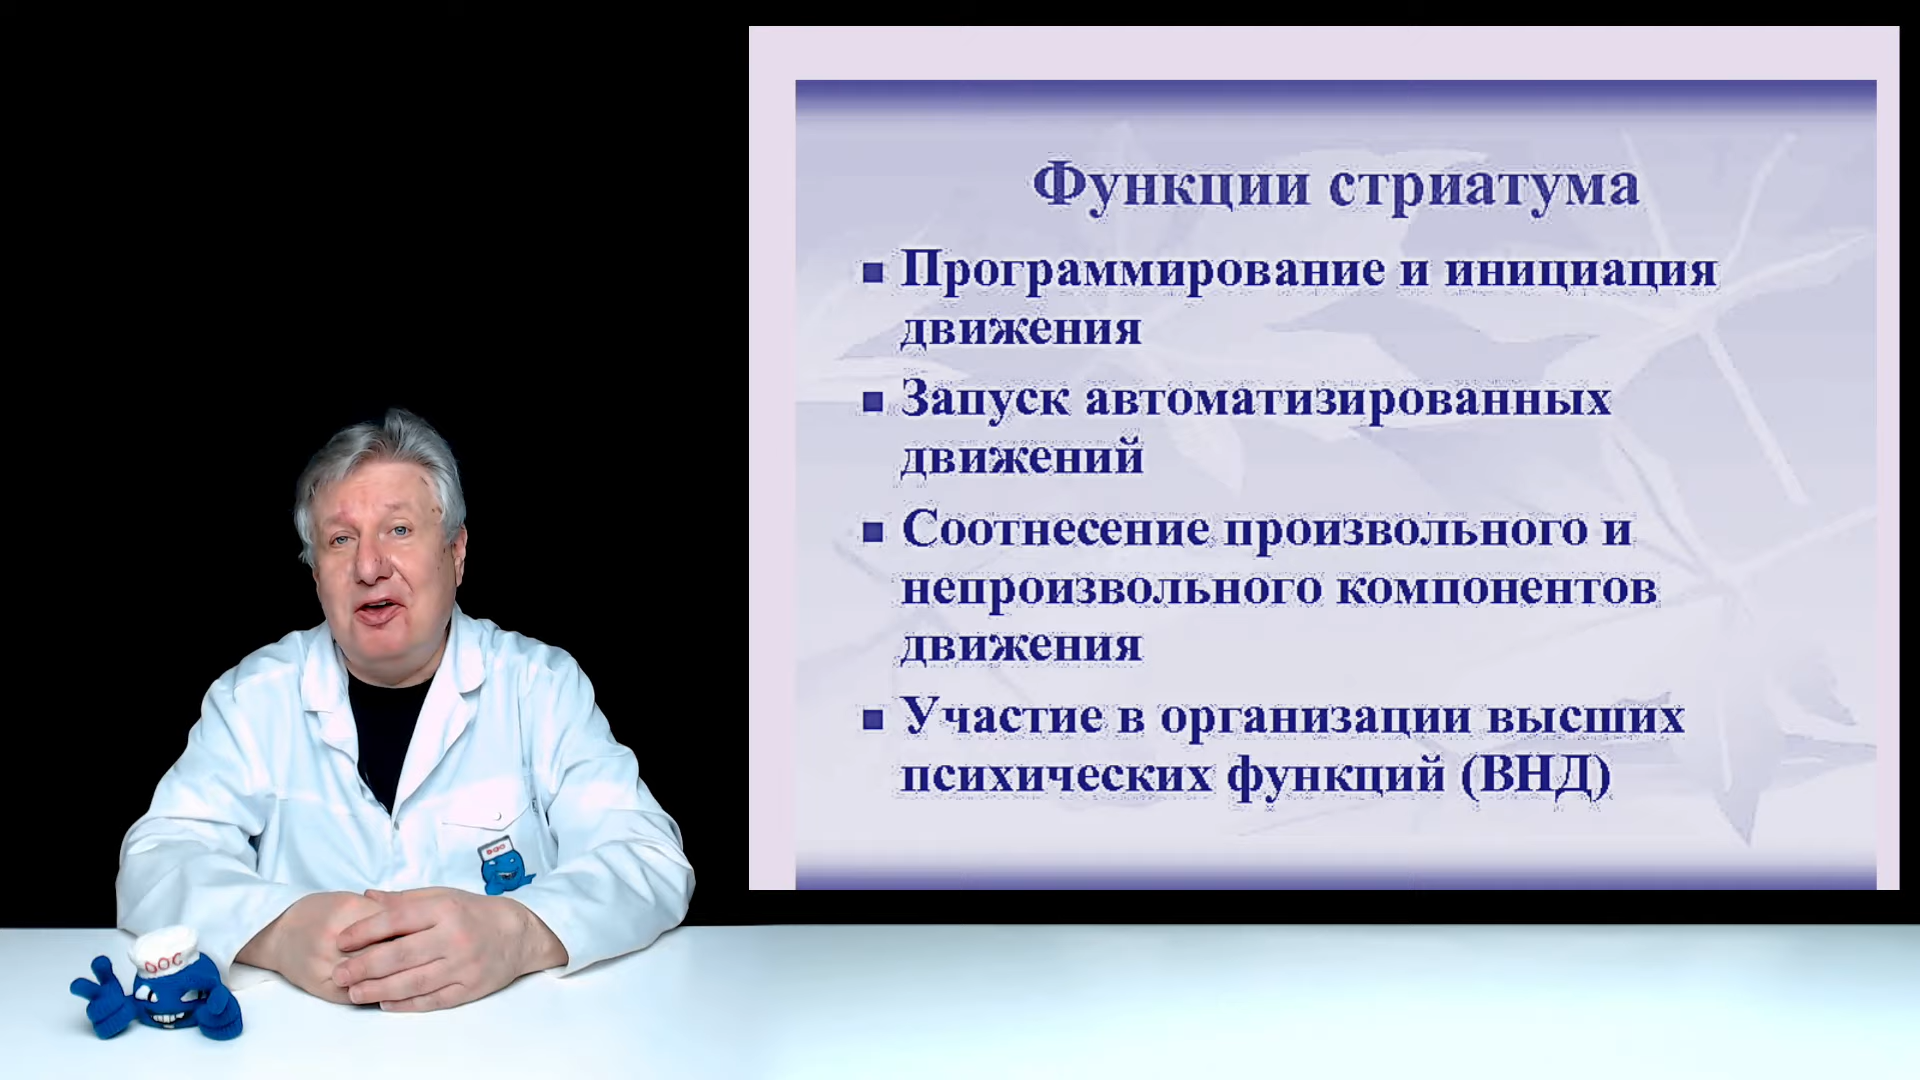 Функции стриатума
Программирование и инициация
движения
Запуск автоматизированных
движений
Соотнесение произвольного и
непроизвольного компонентов
движения
Участие в организации высших
психических функций (ВНД)
DOC